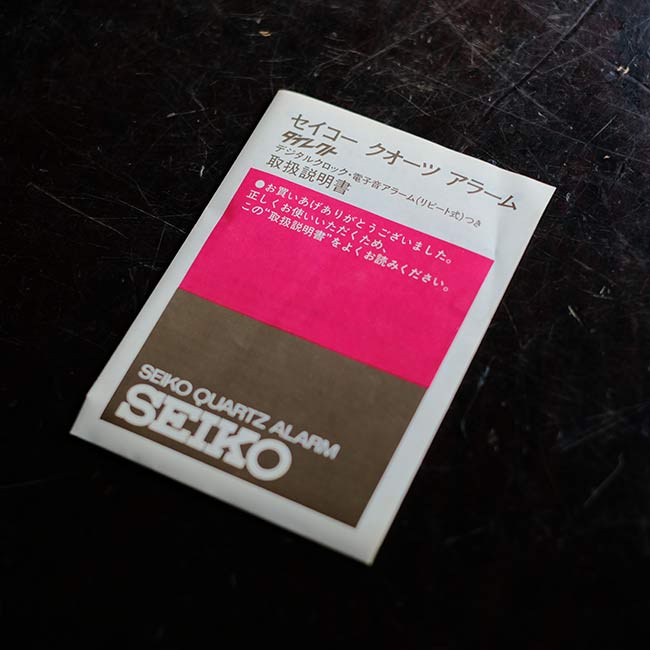 セイコー クオーツ アラーム
ダイレクト
デジタルクロック・電子音アラーム(リピート式)つき
取扱説明書
●お買いあげありがとうございました。
正しくお使いいただくため、
この"取扱説明書"をよくお読みください。
SEIKO QUARTZ ALARM
SEIKO